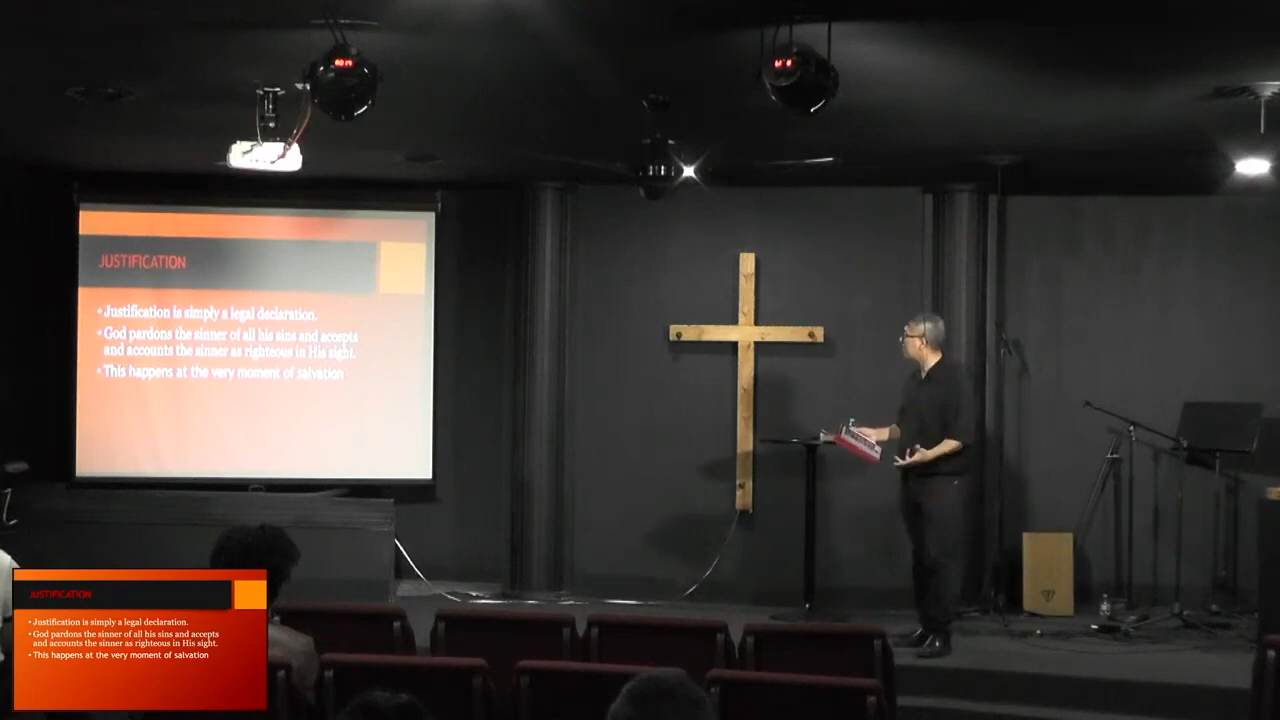 JUSTIFICATION
• Justification is simply a legal declaration.
• God pardons the sinner of all his sins and accepts
and accounts the sinner as righteous in His sight.
• This happens at the very moment of salvation
JUSTIFICATION
• Justification is simply a legal declaration.
• God pardons the sinner of all his sins and accepts
and accounts the sinner as righteous in His sight.
• This happens at the very moment of salvation